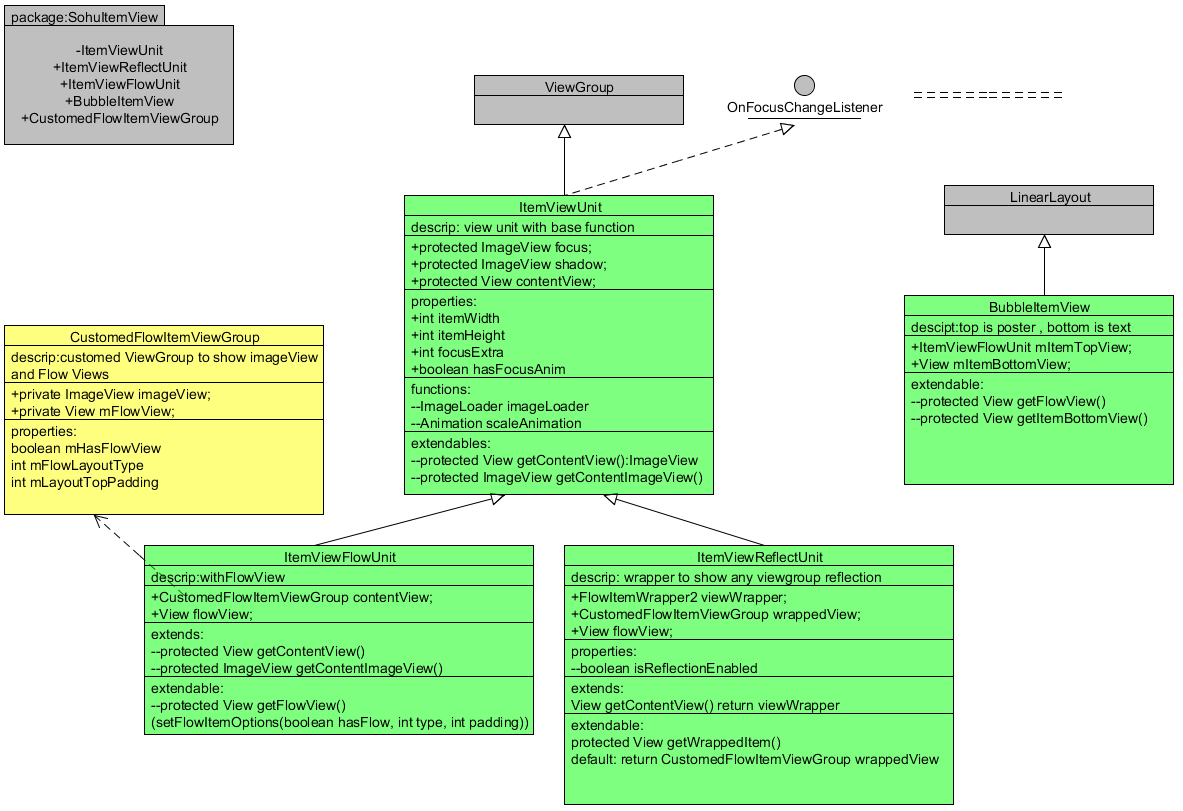 package:SohuItemView
-ItemViewUnit
+ItemViewReflectUnit
+ItemViewFlowUnit
+BubbleItemView
+CustomedFlowItemViewGroup
ViewGroup
OnFocusChangeListener
LinearLayout
ItemViewUnit
descrip: view unit with base function
+protected ImageView focus;
+protected ImageView shadow;
+protected View contentView;
properties:
+int itemWidth
+int itemHeight
+int focusExtra
+boolean hasFocusAnim
functions:
--ImageLoader imageLoader
--Animation scaleAnimation
extendables:
--protected View getContentView():ImageView
--protected ImageView getContentImageView()
BubbleItemView
descipt:top is poster , bottom is text
+ItemViewFlowUnit mItemTopView;
+View mItemBottomView;
extendable:
--protected View getFlowView()
--protected View getItemBottomView()
CustomedFlowItemViewGroup
descrip:customed ViewGroup to show imageView
and Flow Views
+private ImageView imageView;
+private View mFlowView;
properties:
boolean mHasFlowView
int mFlowLayoutType
int mLayoutTopPadding
ItemViewFlowUnit
descrip:withFlowView
+CustomedFlowItemViewGroup contentView;
+View flowView;
extends:
--protected View getContentView()
--protected ImageView getContentImageView()
extendable:
--protected View getFlowView()
(setFlowItemOptions(boolean hasFlow, int type, int padding))
ItemViewReflectUnit
descrip: wrapper to show any viewgroup reflection
+FlowItemWrapper2 viewWrapper;
+CustomedFlowItemViewGroup wrappedView;
+View flowView;
properties:
--boolean isReflectionEnabled
extends:
View getContentView() return viewWrapper
extendable:
protected View getWrappedItem()
default: return CustomedFlowItemViewGroup wrappedView